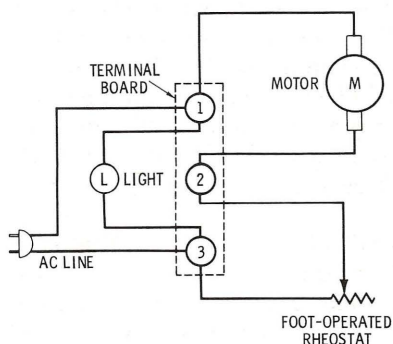 TERMINAL
BOARD
MOTOR
M
1
L
LIGHT
2
3
AC LINE
FOOT-OPERATED
RHEOSTAT